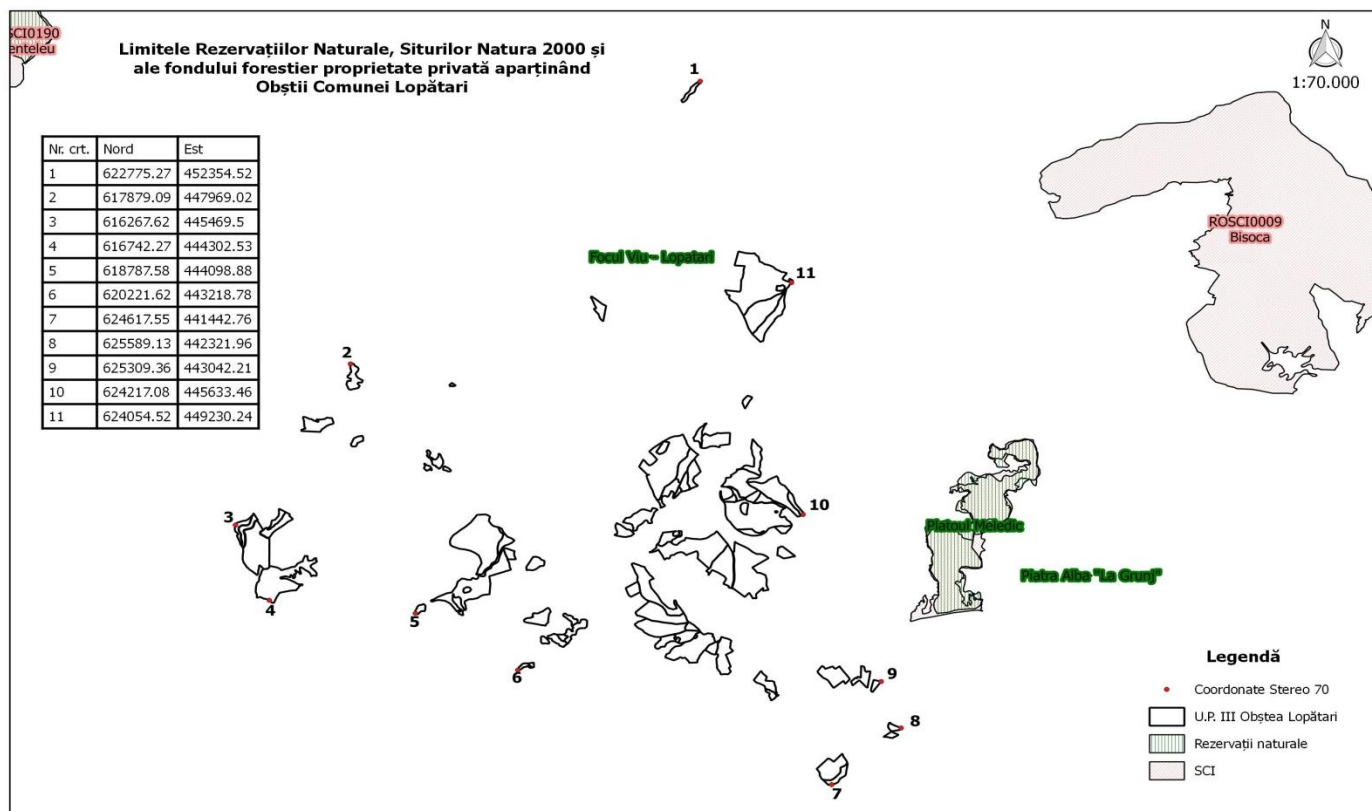 SCI0190
enteleu
Limitele Rezervațiilor Naturale, Siturilor Natura 2000 și
ale fondului forestier proprietate privată aparținând
Obștii Comunei Lopătari
N
1:70.000
Nr. crt. Nord Est
1 622775.27 452354.52
2 617879.09 447969.02
3 616267.62 445469.5
4 616742.27 444302.53
5 618787.58 444098.88
6 620221.62 443218.78
7 624617.55 441442.76
8 625589.13 442321.96
9 625309.36 443042.21
10 624217.08 445633.46
11 624054.52 449230.24
1
ROSCI0009
Bisoca
Focul Viu - Lopatari
11
2
10
3
Platoul Meledic
Piatra Alba "La Grunj"
4
5
6
9
8
7
Legendă
Coordonate Stereo 70
U.P. III Obștea Lopătari
Rezervații naturale
SCI